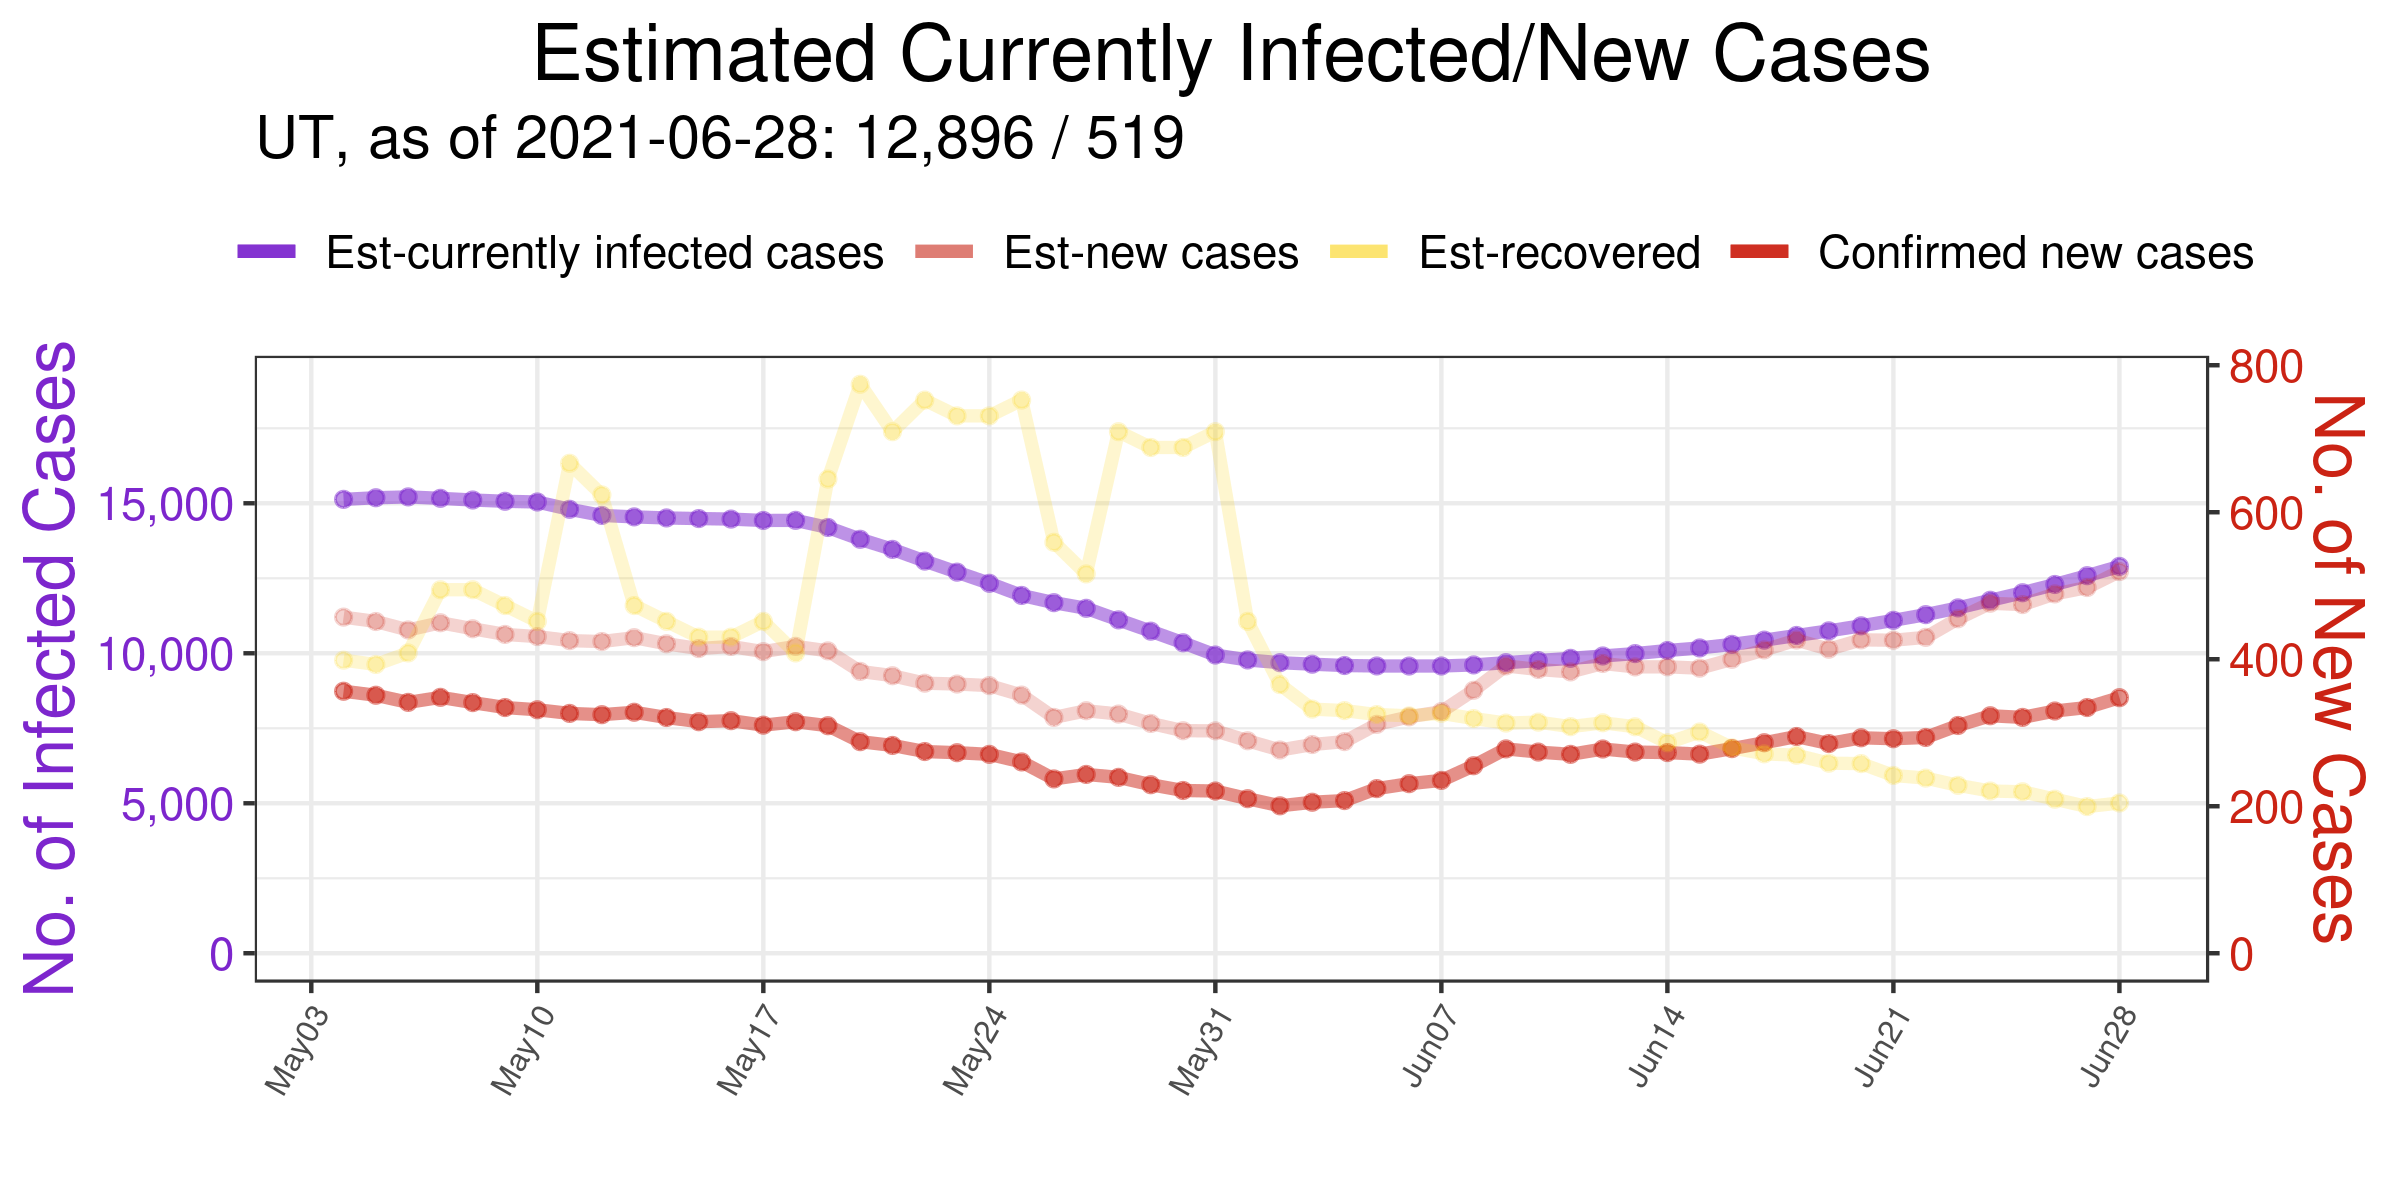 Estimated Currently Infected/New Cases
UT, as of 2021-06-28: 12,896 / 519
Est-currently infected cases
Est-new cases
Est-recovered
Confirmed new cases
No. of Infected Cases
15,000
10,000
5,000
0
800
600
400
200
0
No. of New Cases
May03
May10
May17
May24
May31
Jun07
Jun14
Jun21
Jun28